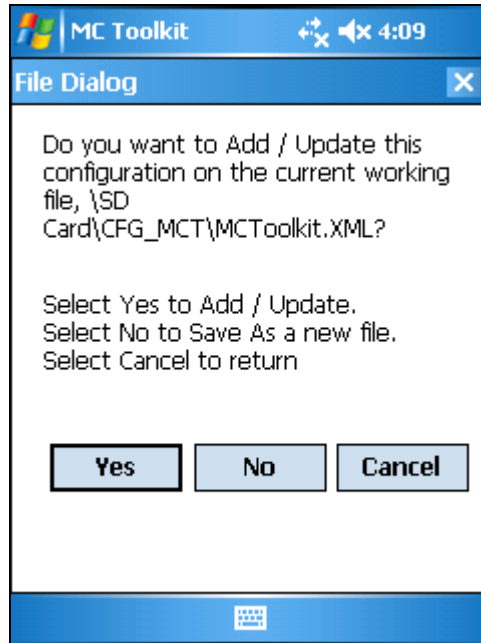 MC Toolkit 4:09
File Dialog
Do you want to Add / Update this
configuration on the current working
file, \SD
Card\CFG_MCT\MCToolkit.XML?
Select Yes to Add / Update.
Select No to Save As a new file.
Select Cancel to return
Yes No Cancel